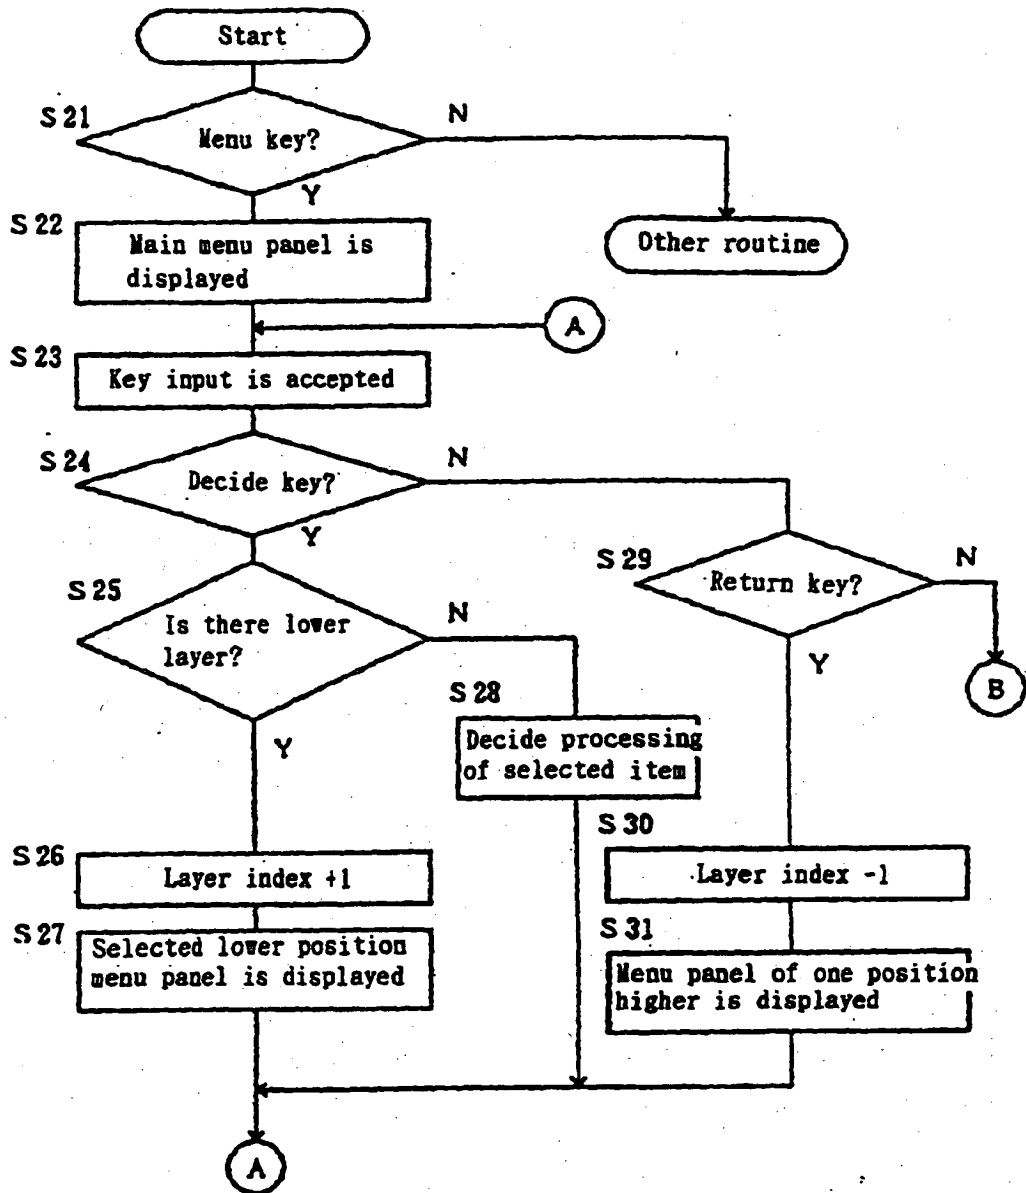 Start
S21
Menu key?
N
Y
S22
Main menu panel is
displayed
Other routine
A
S23
Key input is accepted
S24
Decide key?
N
Y
S29
Return key?
N
Y
B
S25
Is there lower
layer?
N
Y
S28
Decide processing
of selected item
S26
Layer index +1
S30
Layer index -1
S27
Selected lower position
menu panel is displayed
S31
Menu panel of one position
higher is displayed
A